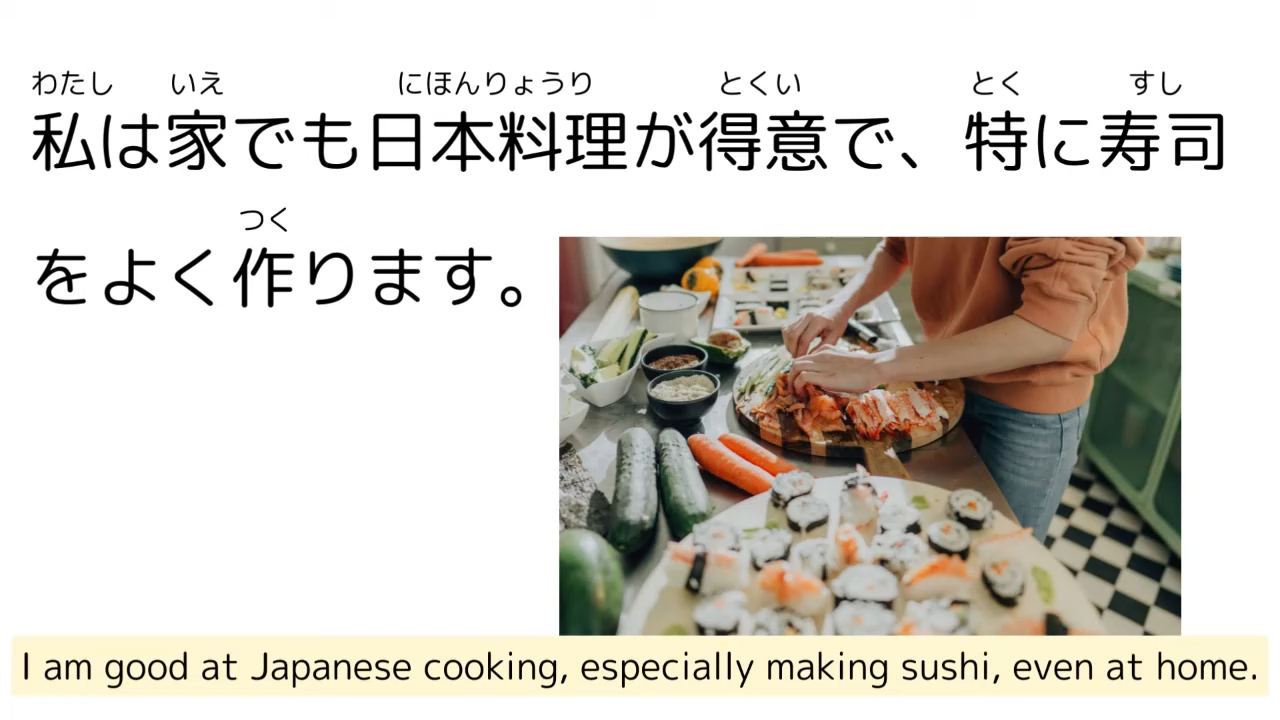 わたし いえ にほんりょうり とくい とく すし
私は家でも日本料理が得意で、特に寿司
つく
を��く作ります。
I am good at Japanese cooking, especially making sushi, even at home.